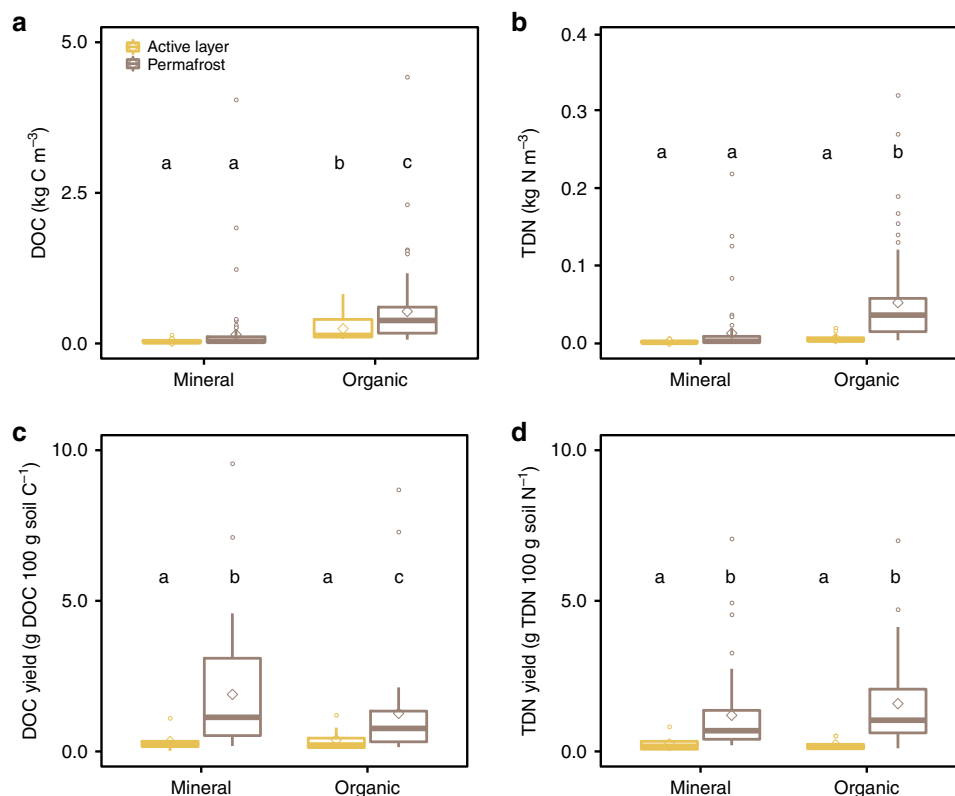 a
DOC (kg C m⁻³)
5.0
2.5
0.0
Active layer
Permafrost
a a b c
Mineral Organic
b
TDN (kg N m⁻³)
0.4
0.3
0.2
0.1
0.0
a a a b
Mineral Organic
c
DOC yield (g DOC 100 g soil C⁻¹)
10.0
5.0
0.0
a b a c
Mineral Organic
d
TDN yield (g TDN 100 g soil N⁻¹)
10.0
5.0
0.0
a b a b
Mineral Organic